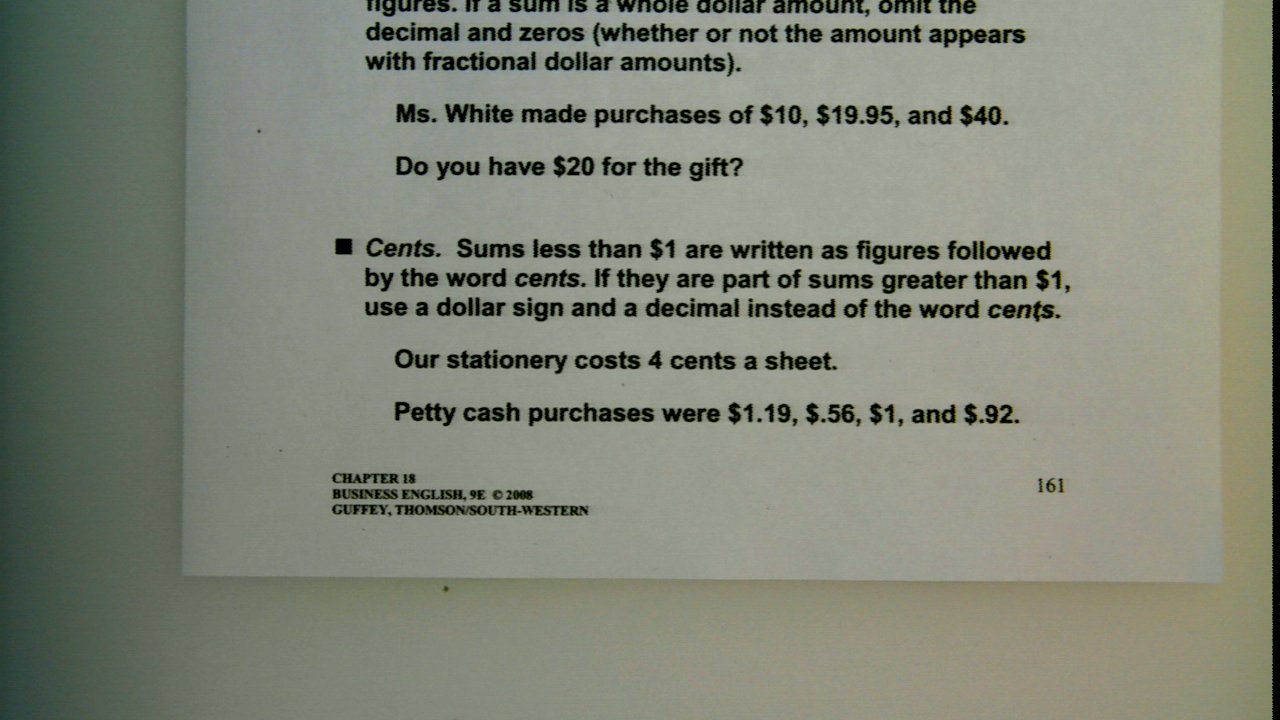 figures. If a sum is a whole dollar amount, omit the
decimal and zeros (whether or not the amount appears
with fractional dollar amounts).
Ms. White made purchases of $10, $19.95, and $40.
Do you have $20 for the gift?
■ Cents. Sums less than $1 are written as figures followed
by the word cents. If they are part of sums greater than $1,
use a dollar sign and a decimal instead of the word cents.
Our stationery costs 4 cents a sheet.
Petty cash purchases were $1.19, $.56, $1, and $.92.
CHAPTER 18
BUSINESS ENGLISH, 9E © 2008
GUFFEY, THOMSON/SOUTH-WESTERN
161